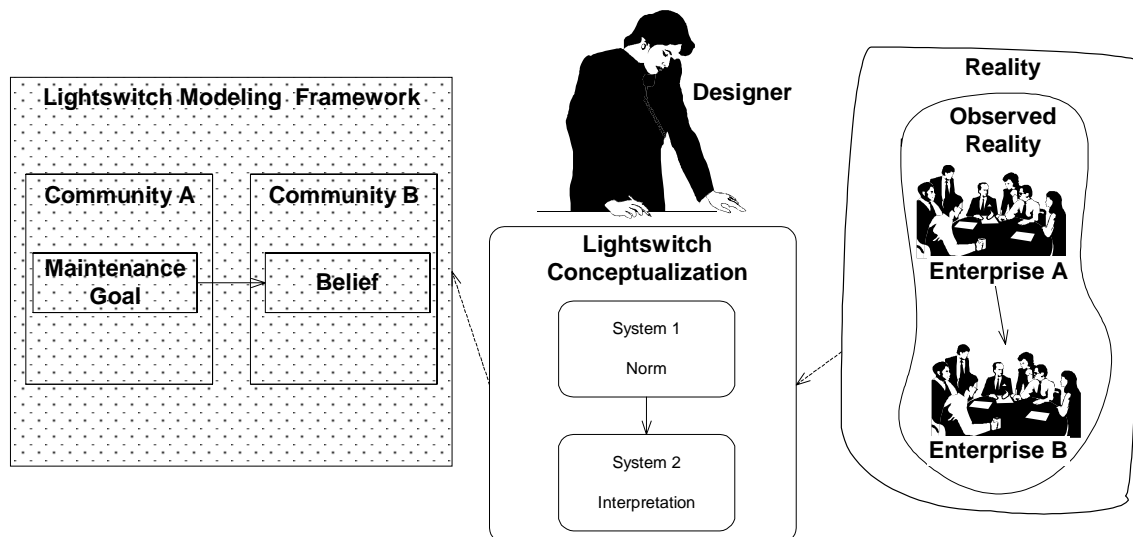 Lightswitch Modeling Framework
Community A
Maintenance
Goal
Community B
Belief
Designer
Lightswitch
Conceptualization
System 1
Norm
System 2
Interpretation
Reality
Observed
Reality
Enterprise A
Enterprise B